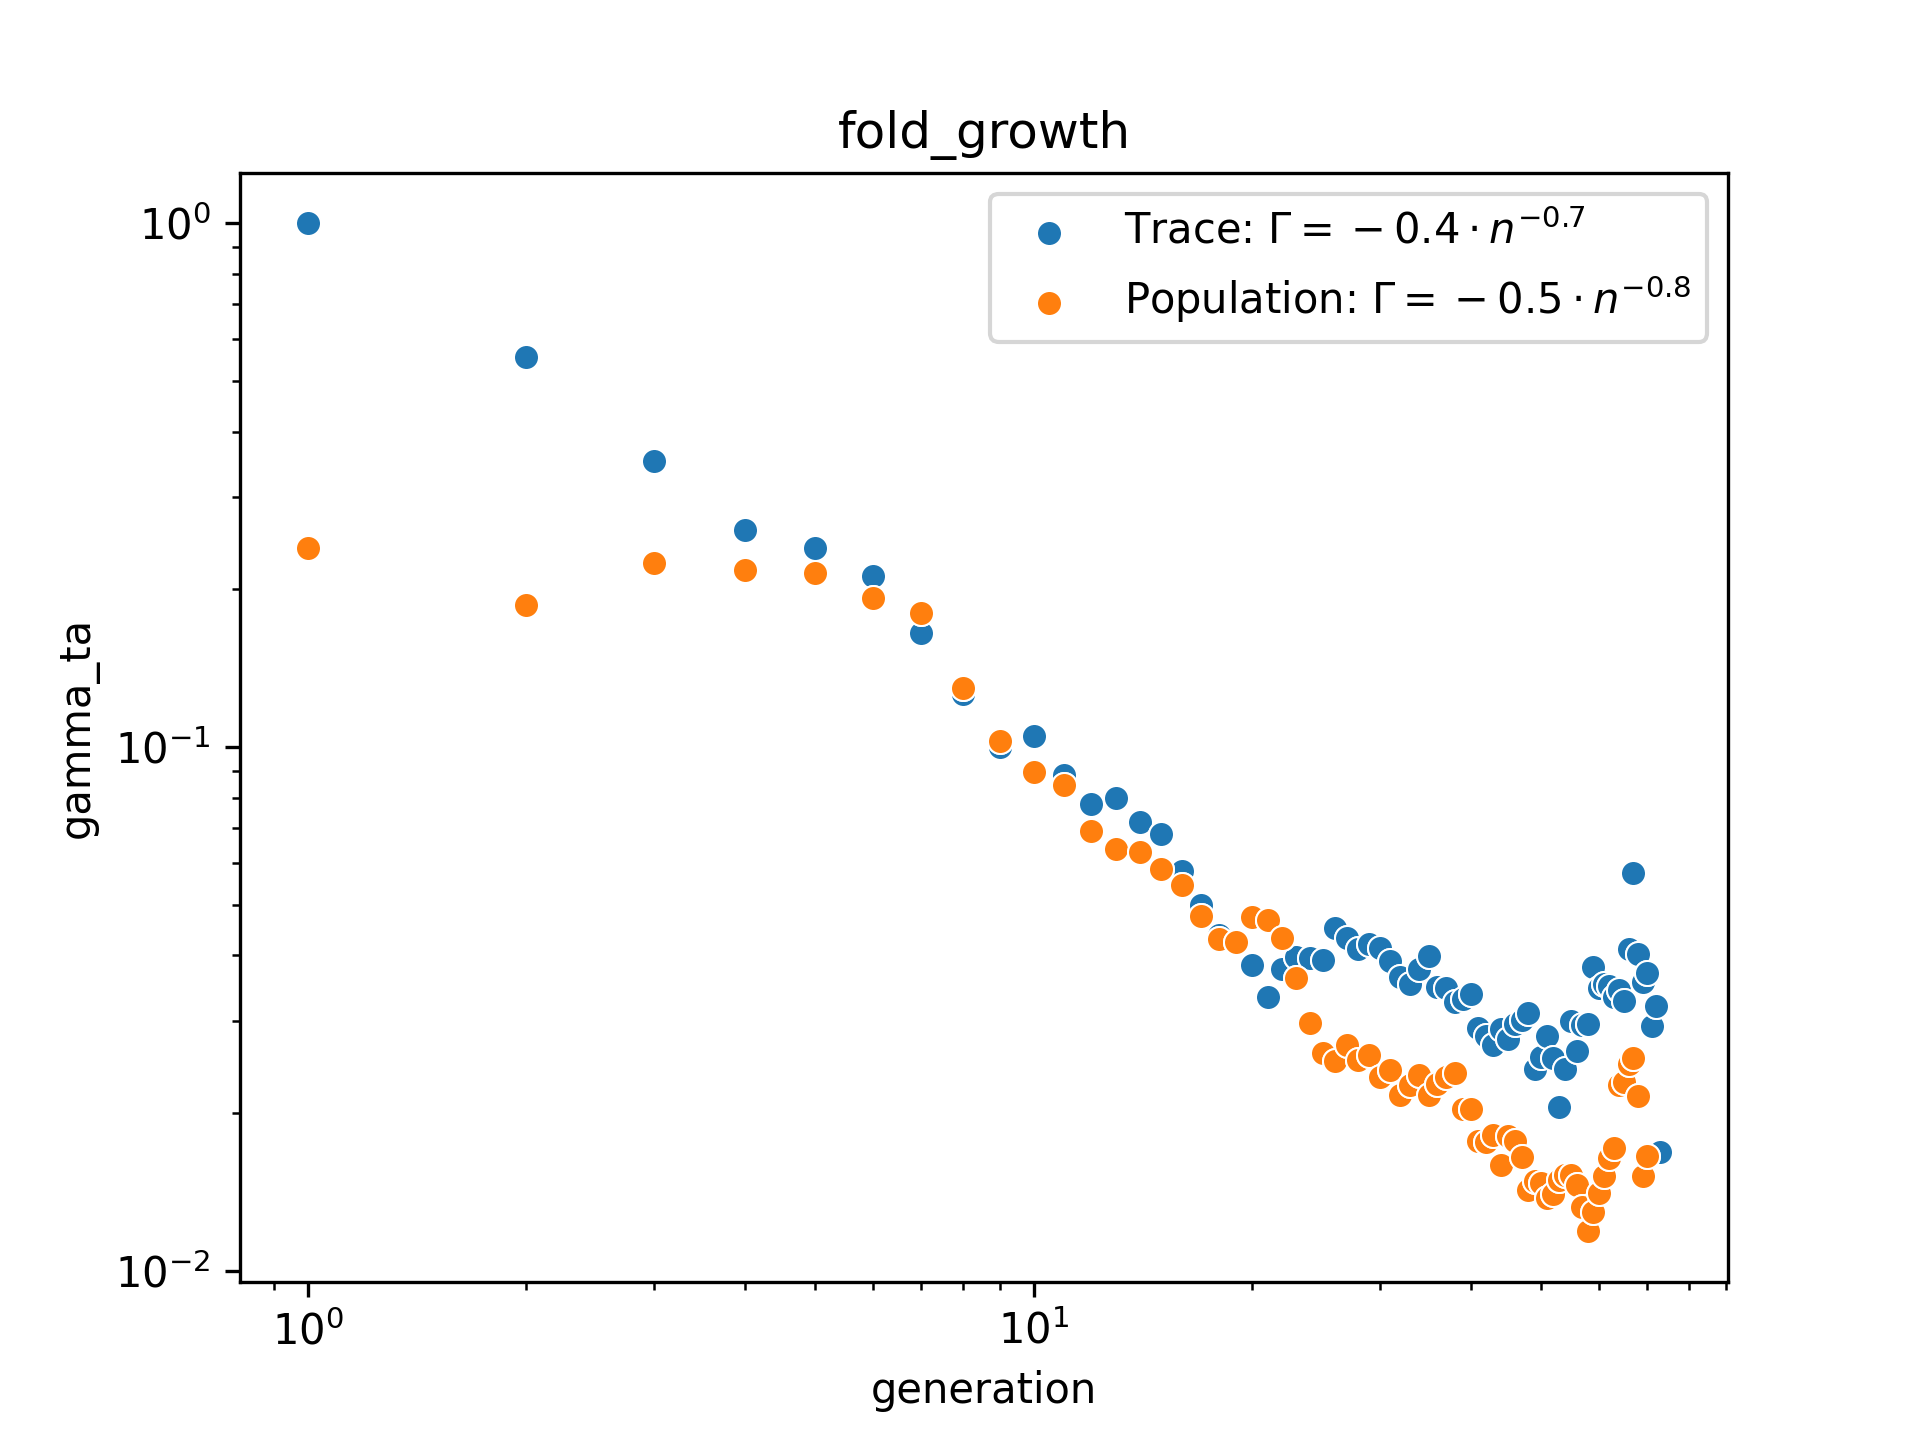 fold_growth
Trace: Γ = −0.4 · n^−0.7
Population: Γ = −0.5 · n^−0.8
gamma_ta
10^0
10^−1
10^−2
10^0
10^1
generation